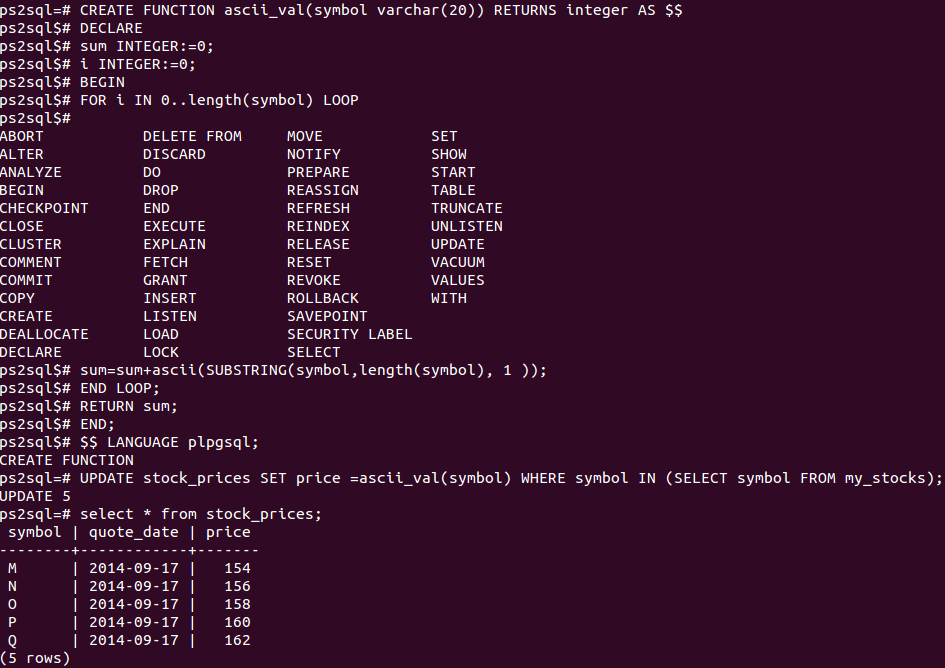 ps2sql=# CREATE FUNCTION ascii_val(symbol varchar(20)) RETURNS integer AS $$
ps2sql$# DECLARE
ps2sql$# sum INTEGER:=0;
ps2sql$# i INTEGER:=0;
ps2sql$# BEGIN
ps2sql$# FOR i IN 0..length(symbol) LOOP
ps2sql$#
ABORT            DELETE FROM     MOVE            SET
ALTER            DISCARD         NOTIFY          SHOW
ANALYZE          DO              PREPARE         START
BEGIN            DROP            REASSIGN        TABLE
CHECKPOINT       END             REFRESH         TRUNCATE
CLOSE            EXECUTE         REINDEX         UNLISTEN
CLUSTER          EXPLAIN         RELEASE         UPDATE
COMMENT          FETCH           RESET           VACUUM
COMMIT           GRANT           REVOKE          VALUES
COPY             INSERT          ROLLBACK        WITH
CREATE           LISTEN          SAVEPOINT
DEALLOCATE       LOAD            SECURITY LABEL
DECLARE          LOCK            SELECT
ps2sql$# sum=sum+ascii(SUBSTRING(symbol,length(symbol), 1 ));
ps2sql$# END LOOP;
ps2sql$# RETURN sum;
ps2sql$# END;
ps2sql$# $$ LANGUAGE plpgsql;
CREATE FUNCTION
ps2sql=# UPDATE stock_prices SET price =ascii_val(symbol) WHERE symbol IN (SELECT symbol FROM my_stocks);
UPDATE 5
ps2sql=# select * from stock_prices;
 symbol | quote_date | price
--------+------------+-------
 M      | 2014-09-17 |   154
 N      | 2014-09-17 |   156
 O      | 2014-09-17 |   158
 P      | 2014-09-17 |   160
 Q      | 2014-09-17 |   162
(5 rows)